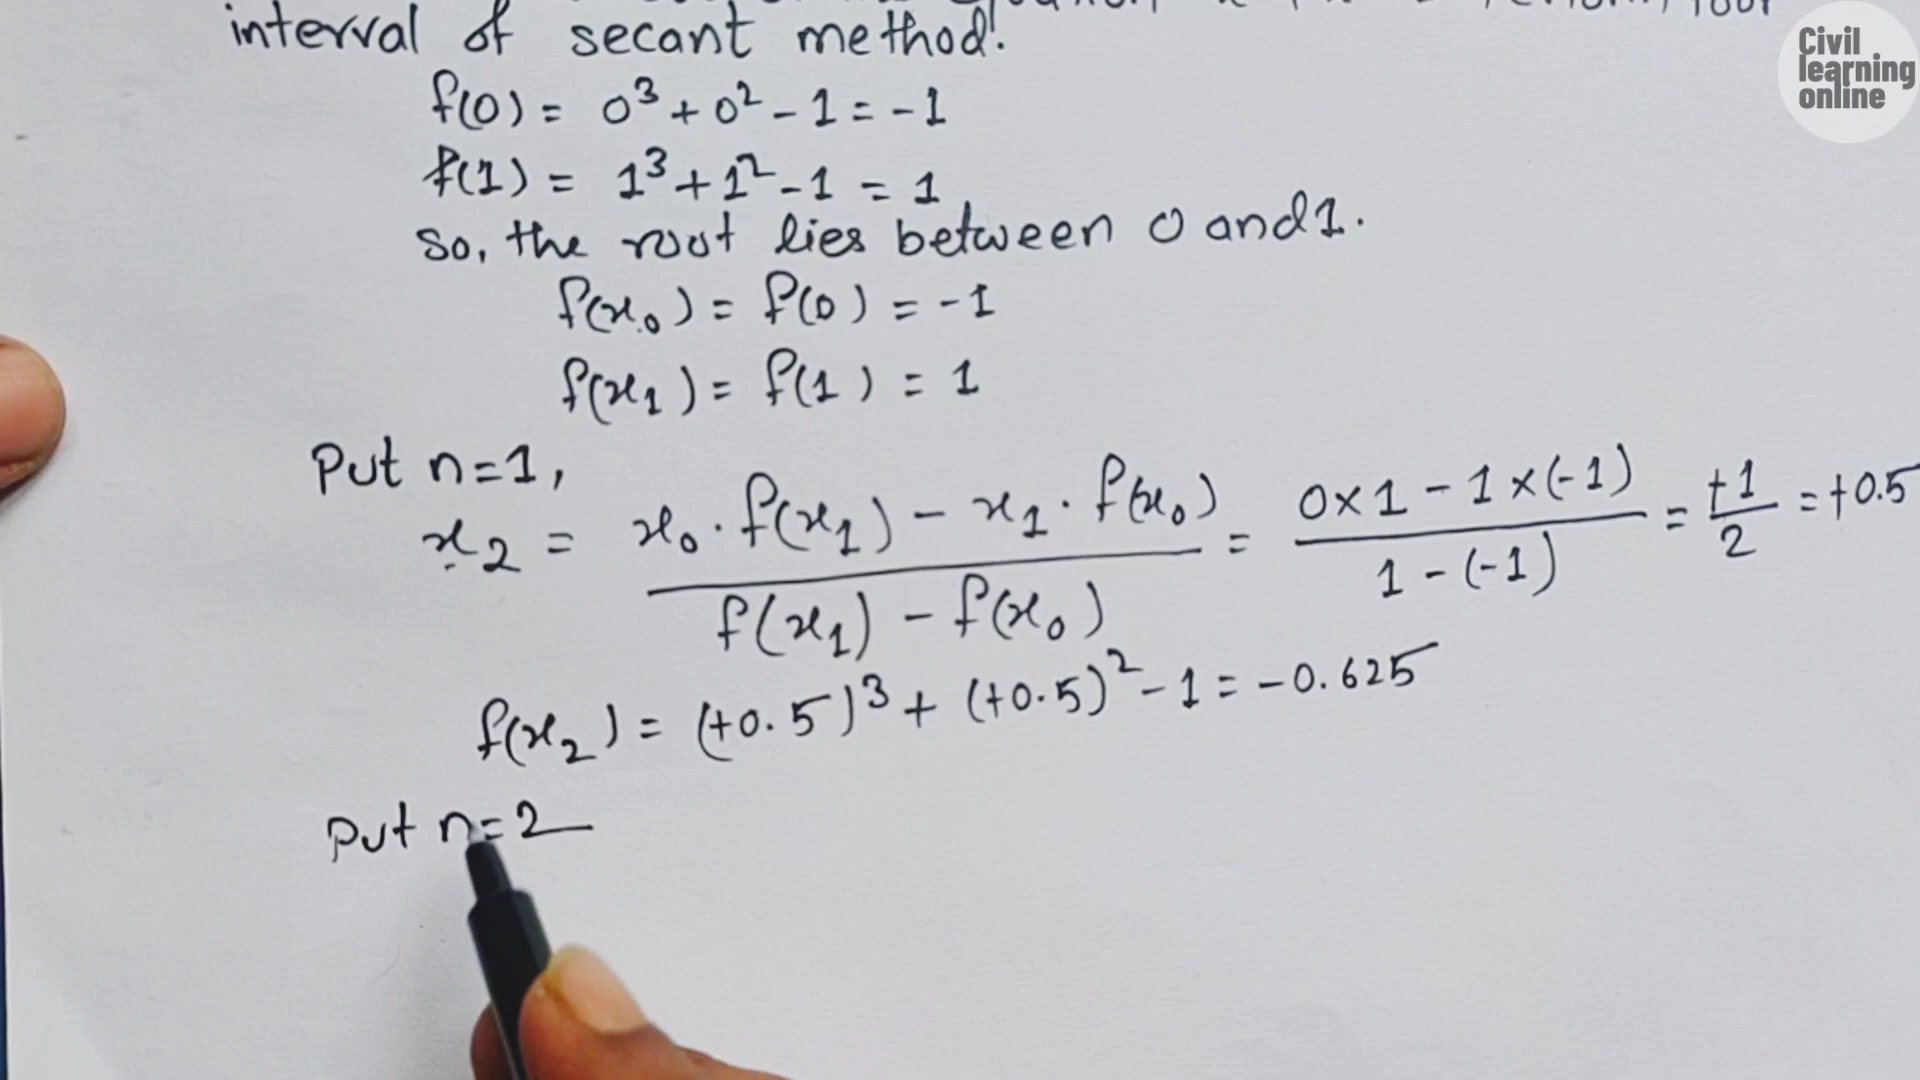 interval of secant method.
f(0) = 0³ + 0² - 1 = -1
f(1) = 1³ + 1² - 1 = 1
So, the root lies between 0 and 1.
f(x₀) = f(0) = -1
f(x₁) = f(1) = 1
Put n=1,
x₂ = x₀·f(x₁) - x₁·f(x₀) / f(x₁) - f(x₀) = 0×1 - 1×(-1) / 1-(-1) = +1/2 = +0.5
f(x₂) = (+0.5)³ + (+0.5)² - 1 = -0.625
Put n=2
Civil
learning
online